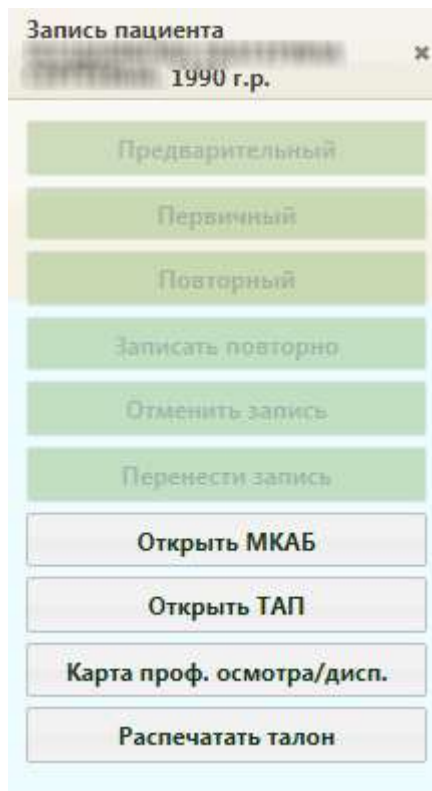 Запись пациента
×
1990 г.р.
Предварительный
Первичный
Повторный
Записать повторно
Отменить запись
Перенести запись
Открыть МКАБ
Открыть ТАП
Карта проф. осмотра/дисп.
Распечатать талон